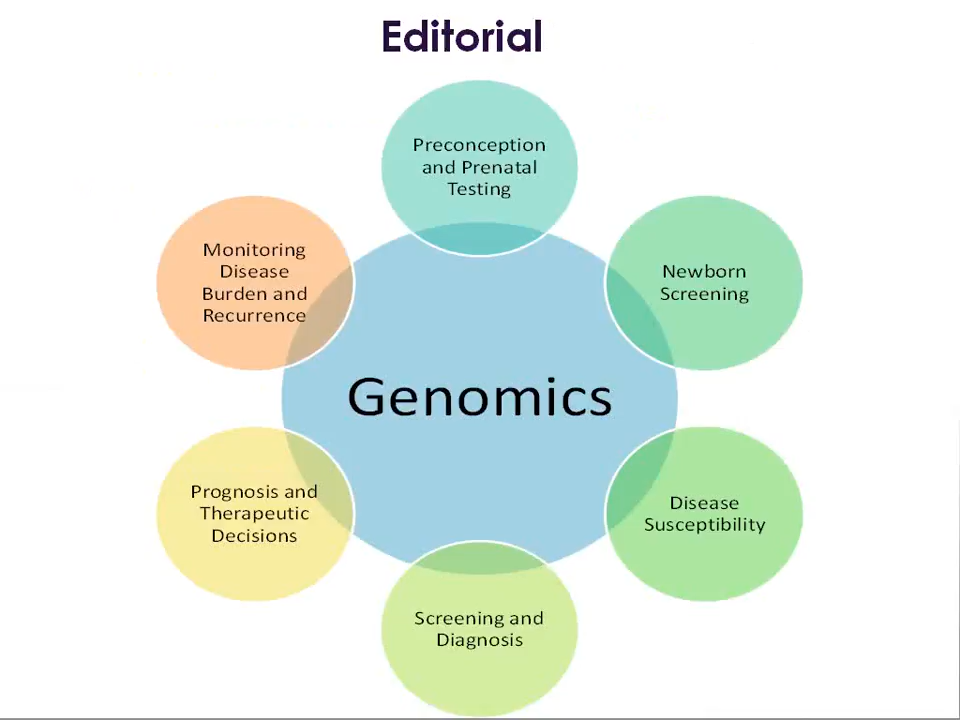 Editorial
Preconception
and Prenatal
Testing
Newborn
Screening
Disease
Susceptibility
Screening and
Diagnosis
Prognosis and
Therapeutic
Decisions
Monitoring
Disease
Burden and
Recurrence
Genomics